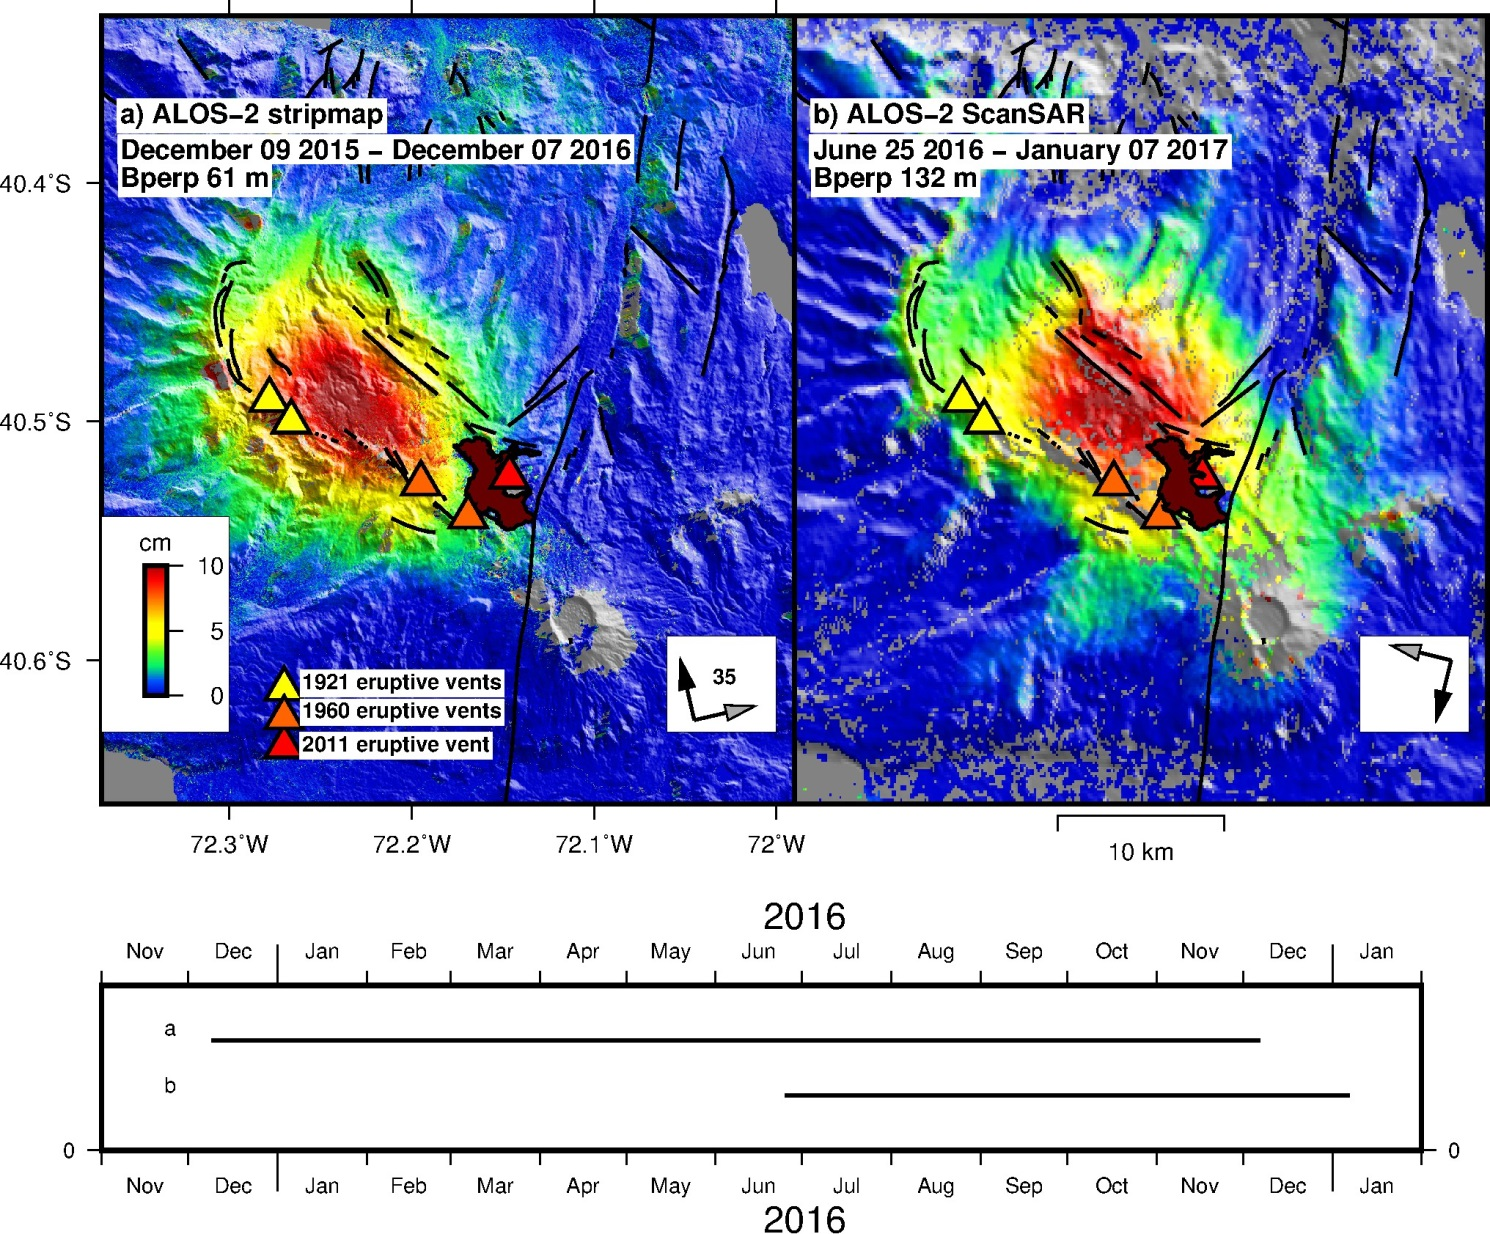 a) ALOS−2 stripmap
December 09 2015 − December 07 2016
Bperp 61 m
b) ALOS−2 ScanSAR
June 25 2016 − January 07 2017
Bperp 132 m
40.4˚S
40.5˚S
40.6˚S
cm
10
5
0
1921 eruptive vents
1960 eruptive vents
2011 eruptive vent
35
72.3˚W
72.2˚W
72.1˚W
72˚W
10 km
2016
Nov Dec Jan Feb Mar Apr May Jun Jul Aug Sep Oct Nov Dec Jan
a
b
0 0
Nov Dec Jan Feb Mar Apr May Jun Jul Aug Sep Oct Nov Dec Jan
2016